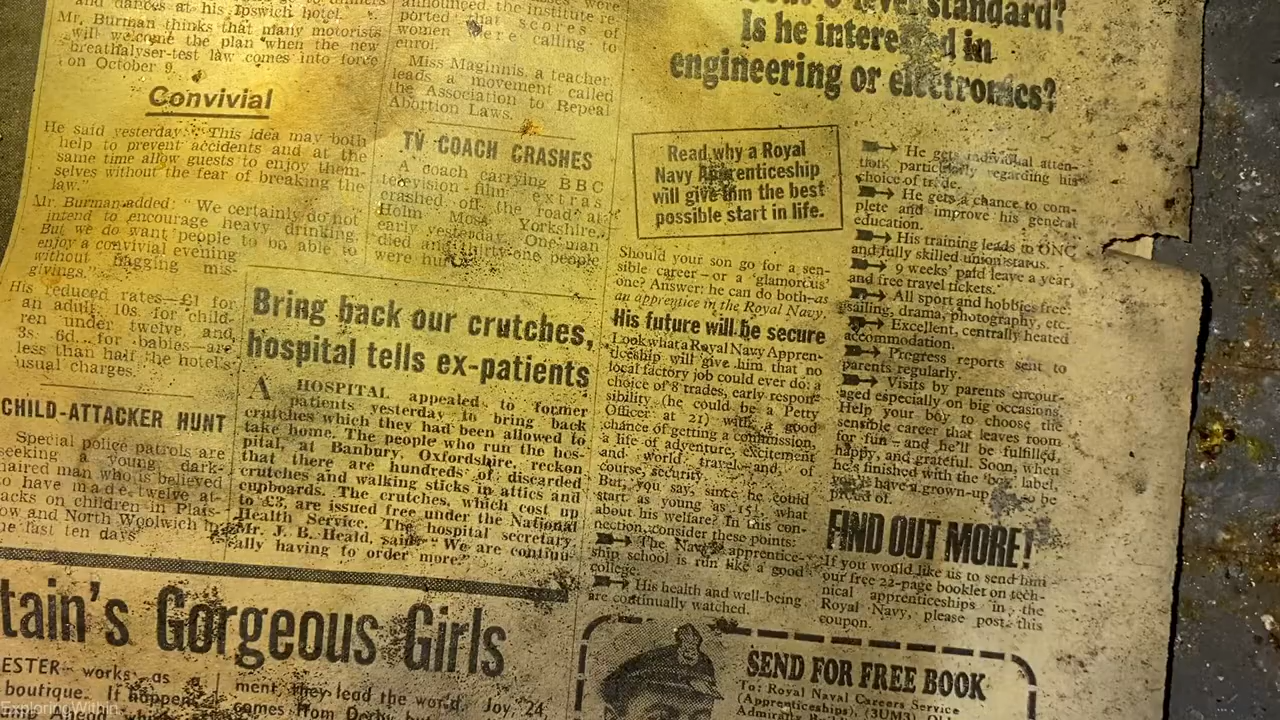 and dances at his Ipswich hotel.
Mr. Burman thinks that many motorists
will welcome the plan when the new
breathalyser-test law comes into force
on October 9.
Convivial
He said yesterday: "This idea may both
help to prevent accidents and at the
same time allow guests to enjoy them-
selves without the fear of breaking the
law."
Mr. Burman added: "We certainly do not
intend to encourage heavy drinking.
But we do want people to be able to
enjoy a convivial evening
without nagging mis-
givings."
His reduced rates—£1 for
an adult, 10s. for child-
ren under twelve, and
3s. 6d. for babies—are
less than half the hotel's
usual charges.
CHILD-ATTACKER HUNT
Special police patrols are
seeking a young dark-
haired man who is believed
to have made twelve at-
acks on children in Plais-
ow and North Woolwich in
he last ten days
announced the institute re-
ported that scores of
women were calling to
enrol.
Miss Maginnis, a teacher,
leads a movement called
the Association to Repeal
Abortion Laws.
TV COACH CRASHES
A coach carrying BBC
television film extras
crashed off the road at
Holm Moss, Yorkshire,
early yesterday. One man
died and thirty-one people
were hurt.
Bring back our crutches,
hospital tells ex-patients
A HOSPITAL appealed to former
patients yesterday to bring back
crutches which they had been allowed to
take home. The people who run the hos-
pital, at Banbury, Oxfordshire, reckon
that there are hundreds of discarded
crutches and walking sticks in attics and
cupboards. The crutches, which cost up
to £3, are issued free under the National
Health Service. The hospital secretary,
Mr. J. B. Heald, said: "We are continu-
ally having to order more."
tain's Gorgeous Girls
ESTER works as a
boutique. If happens
ment, they lead the world. Joy, 24,
comes from Derby
level standard?
Is he interested in
engineering or electronics?
Read why a Royal
Navy Apprenticeship
will give him the best
possible start in life.
Should your son go for a sen-
sible career—or a 'glamorous'
one? Answer: he can do both—as
an apprentice in the Royal Navy.
His future will be secure
Look what a Royal Navy Appren-
ticeship will give him that no
local factory job could ever do: a
choice of 8 trades, early respon-
sibility (he could be a Petty
Officer at 21) with a good
chance of getting a commission,
a life of adventure, excitement
and world travel—and, of
course, security.
But, you say, since he could
start as young as 15½, what
about his welfare? In this con-
nection, consider these points:
The Navy's apprentice-
ship school is run like a good
college.
His health and well-being
are continually watched.
He gets individual atten-
tion, particularly regarding his
choice of trade.
He gets a chance to com-
plete and improve his general
education.
His training leads to ONC
and fully skilled union status.
9 weeks' paid leave a year,
and free travel tickets.
All sport and hobbies free:
sailing, drama, photography, etc.
Excellent, centrally heated
accommodation.
Progress reports sent to
parents regularly.
Visits by parents encour-
aged especially on big occasions.
Help your boy to choose the
sensible career that leaves room
for fun—and he'll be fulfilled,
happy, and grateful. Soon, when
he's finished with the 'boy' label,
you'll have a grown-up to be
proud of.
FIND OUT MORE!
If you would like us to send him
our free 22-page booklet on tech-
nical apprenticeships in the
Royal Navy, please post this
coupon.
SEND FOR FREE BOOK
To: Royal Naval Careers Service
(Apprenticeships), (3UM3), Old
ExploringWithin.